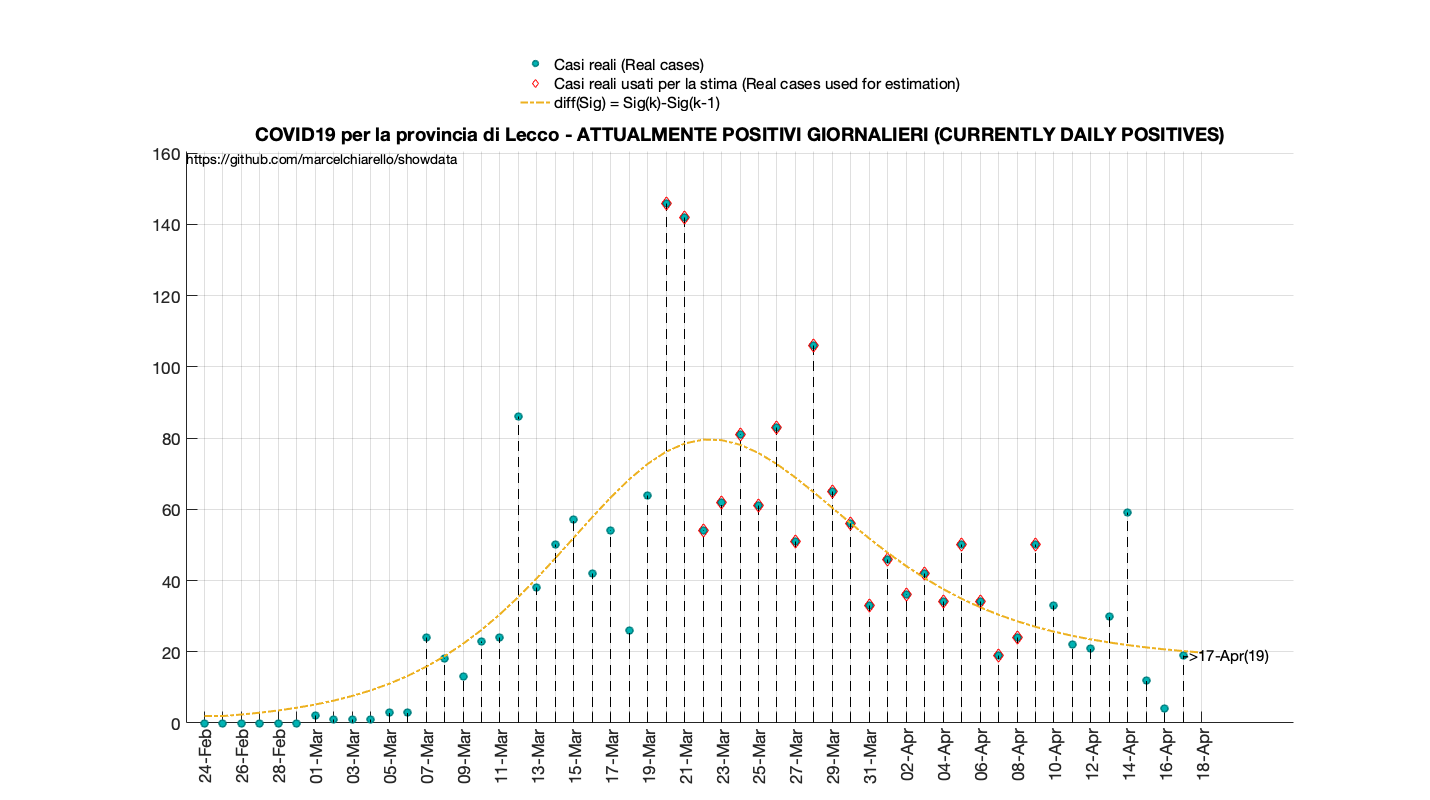 Casi reali (Real cases)
Casi reali usati per la stima (Real cases used for estimation)
diff(Sig) = Sig(k)-Sig(k-1)
COVID19 per la provincia di Lecco - ATTUALMENTE POSITIVI GIORNALIERI (CURRENTLY DAILY POSITIVES)
https://github.com/marcelchiarello/showdata
160
140
120
100
80
60
40
20
0
->17-Apr(19)
24-Feb
26-Feb
28-Feb
01-Mar
03-Mar
05-Mar
07-Mar
09-Mar
11-Mar
13-Mar
15-Mar
17-Mar
19-Mar
21-Mar
23-Mar
25-Mar
27-Mar
29-Mar
31-Mar
02-Apr
04-Apr
06-Apr
08-Apr
10-Apr
12-Apr
14-Apr
16-Apr
18-Apr